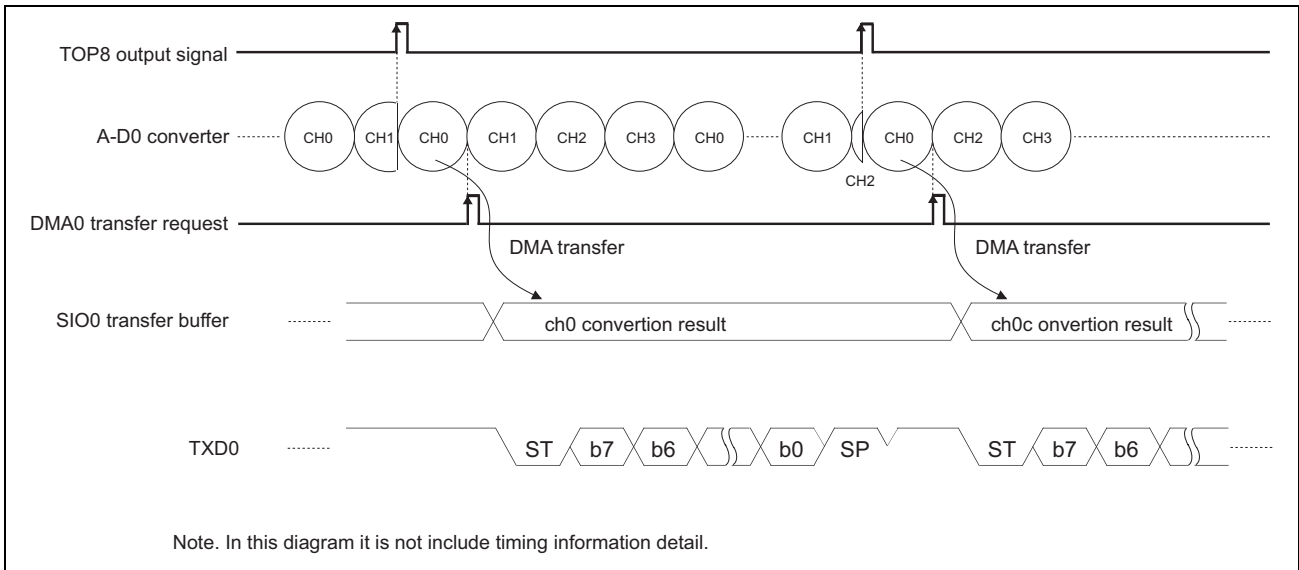 TOP8 output signal
A-D0 converter
CH0 CH1 CH0 CH1 CH2 CH3 CH0 CH1 CH0 CH2 CH3
CH2
DMA0 transfer request
DMA transfer DMA transfer
SIO0 transfer buffer
ch0 convertion result ch0c onvertion result
TXD0
ST b7 b6 b0 SP ST b7 b6
Note. In this diagram it is not include timing information detail.